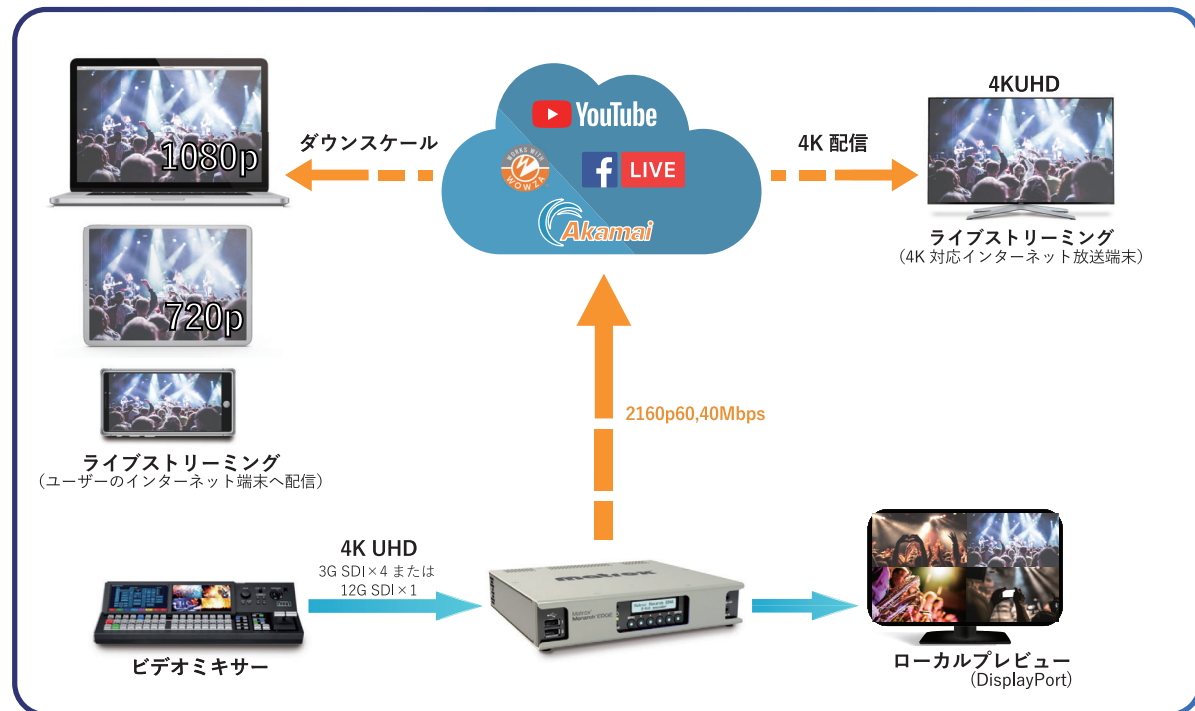 1080p
ダウンスケール
YouTube
WORKS WITH
WOWZA
LIVE
Akamai
4K 配信
4KUHD
ライブストリーミング
（4K 対応インターネット放送端末）
720p
2160p60,40Mbps
ライブストリーミング
（ユーザーのインターネット端末へ配信）
4K UHD
3G SDI×4 または
12G SDI×1
matrox
Matrox
Monarch EDGE
ビデオミキサー
ローカルプレビュー
(DisplayPort)